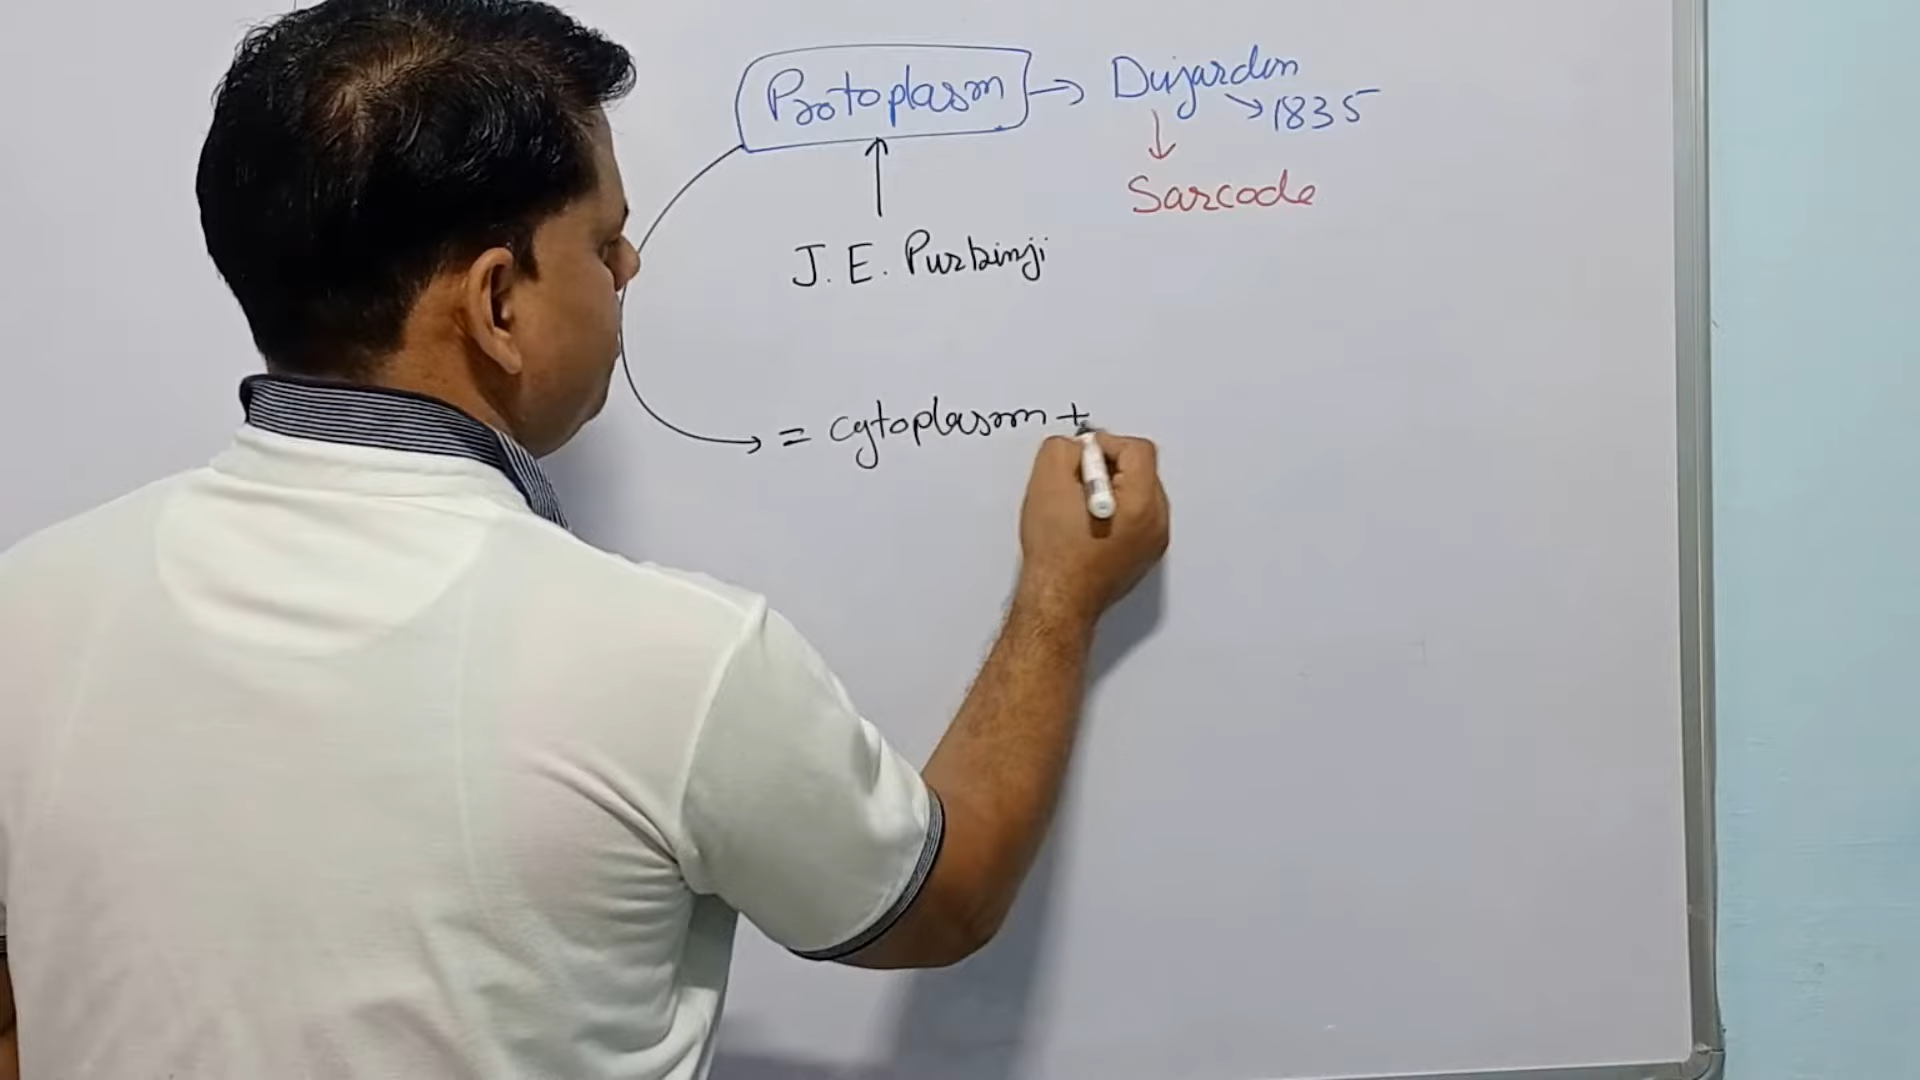 Protoplasm → Dujardin
↘ 1835
↓
Sarcode
↑
J. E. Purkinji
→ = cytoplasm +